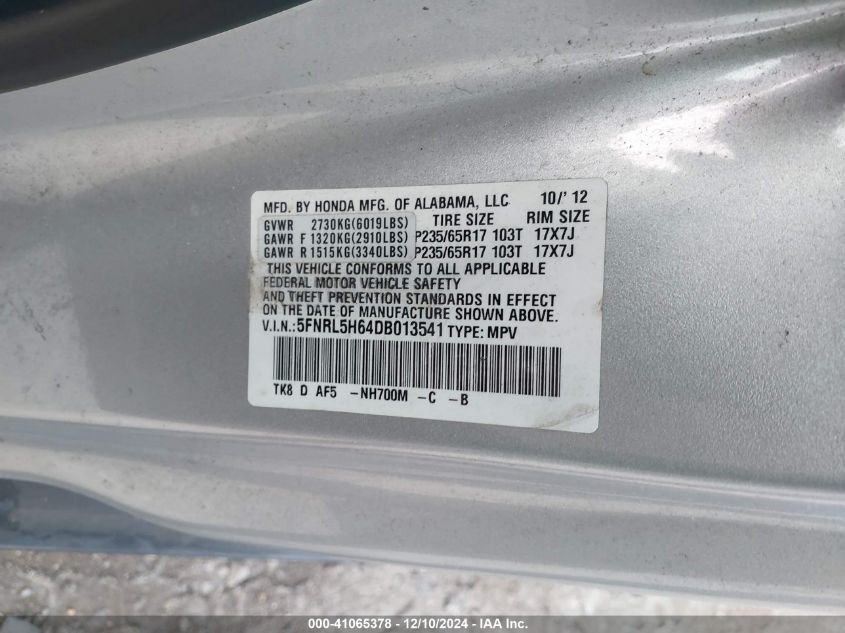 MFD. BY HONDA MFG. OF ALABAMA, LLC 10/' 12
TIRE SIZE RIM SIZE
GVWR 2730KG(6019LBS)
GAWR F 1320KG(2910LBS) P235/65R17 103T 17X7J
GAWR R 1515KG(3340LBS) P235/65R17 103T 17X7J
THIS VEHICLE CONFORMS TO ALL APPLICABLE
FEDERAL MOTOR VEHICLE SAFETY
AND THEFT PREVENTION STANDARDS IN EFFECT
ON THE DATE OF MANUFACTURE SHOWN ABOVE.
V.I.N.: 5FNRL5H64DB013541 TYPE: MPV
TK8 D AF5 -NH700M -C -B
000-41065378 - 12/10/2024 - IAA Inc.